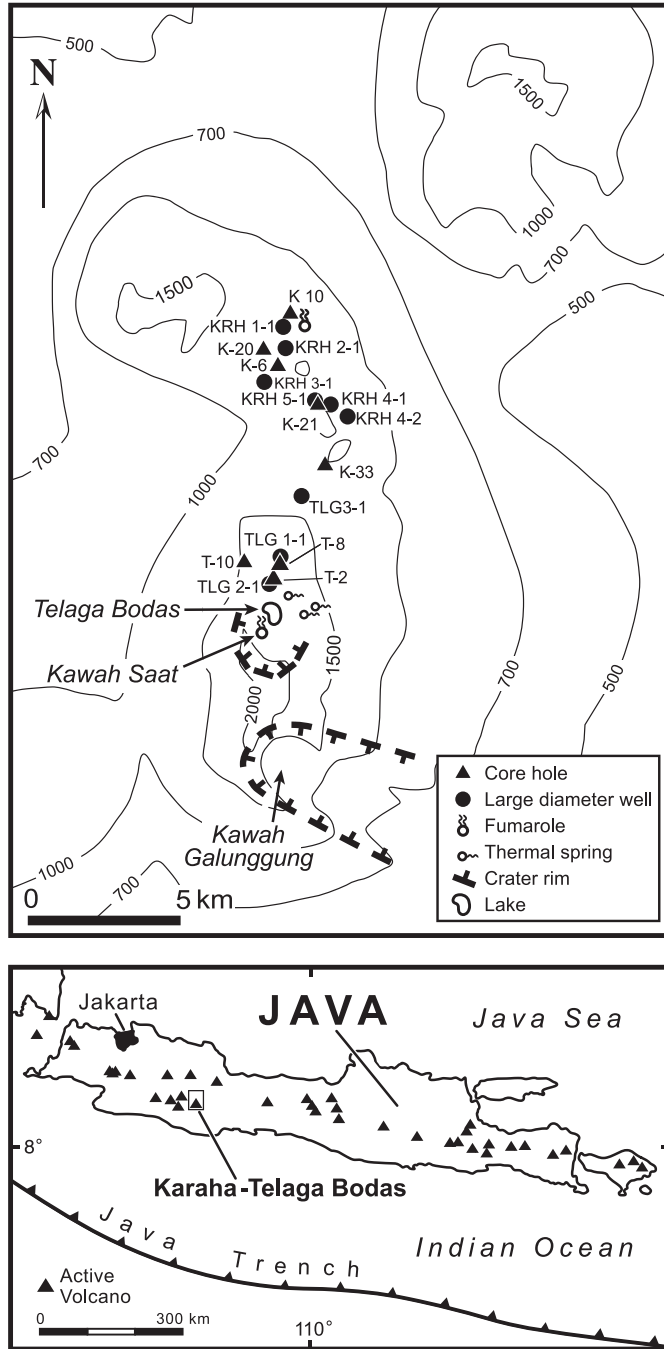 500
N
1500
700
1000
700
500
1500
K 10
KRH 1-1
K-20
KRH 2-1
K-6
KRH 3-1
KRH 5-1
KRH 4-1
K-21
KRH 4-2
700
K-33
1000
TLG3-1
TLG 1-1
T-8
T-10
T-2
TLG 2-1
Telaga Bodas
1500
500
Kawah Saat
2000
700
Kawah
Galunggung
1000
700
0 5 km
Core hole
Large diameter well
Fumarole
Thermal spring
Crater rim
Lake
Jakarta
JAVA
Java Sea
8°
Karaha-Telaga Bodas
Java Trench
Indian Ocean
Active
Volcano
0 300 km
110°